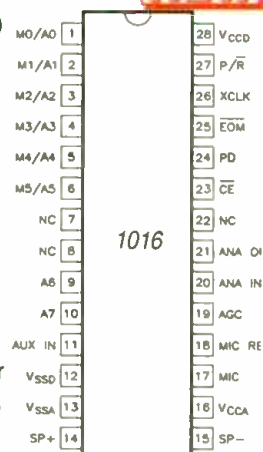 M0/A0 1
M1/A1 2
M2/A2 3
M3/A3 4
M4/A4 5
M5/A5 6
NC 7
NC 8
A6 9
A7 10
AUX IN 11
VSSD 12
VSSA 13
SP+ 14
1016
28 VCCD
27 P/R̅
26 XCLK
25 E̅O̅M̅
24 PD
23 C̅E̅
22 NC
21 ANA
20 ANA IN
19 AGC
18 MIC
17 MIC
16 VCCA
15 SP−